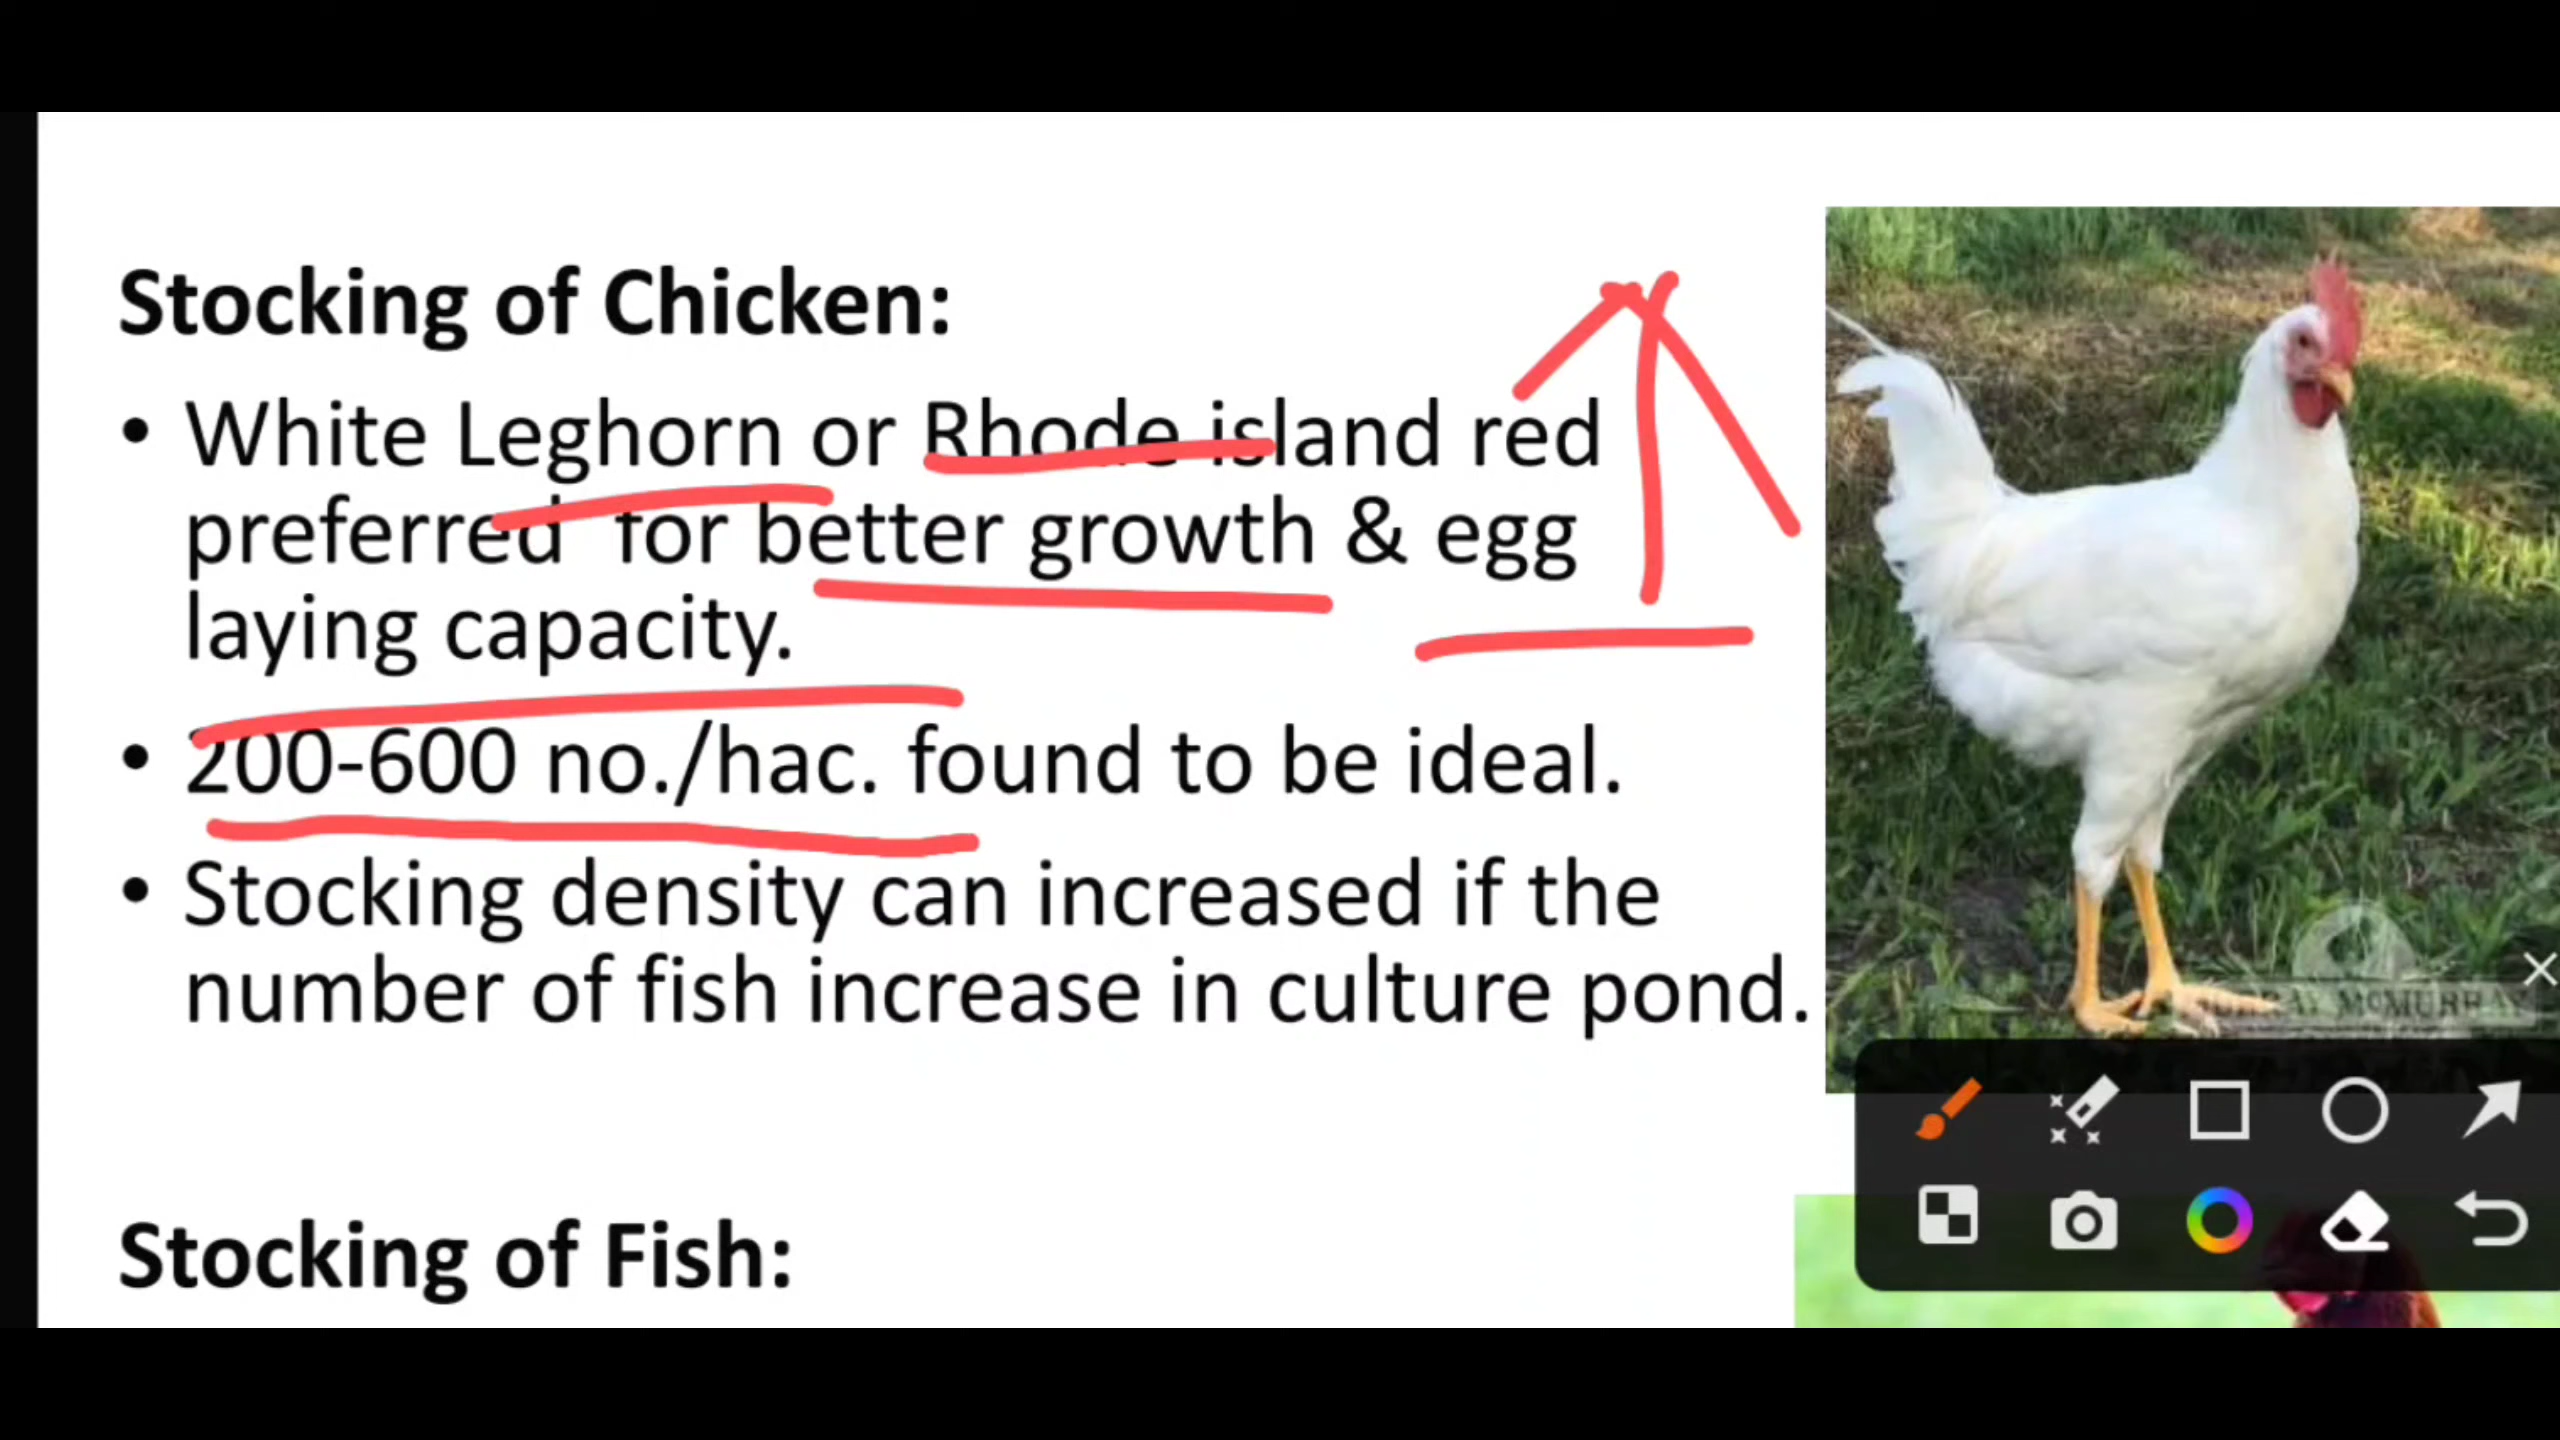 Stocking of Chicken:
• White Leghorn or Rhode island red
preferred for better growth & egg
laying capacity.
• 200-600 no./hac. found to be ideal.
• Stocking density can increased if the
number of fish increase in culture pond.
McMURRAY
Stocking of Fish: